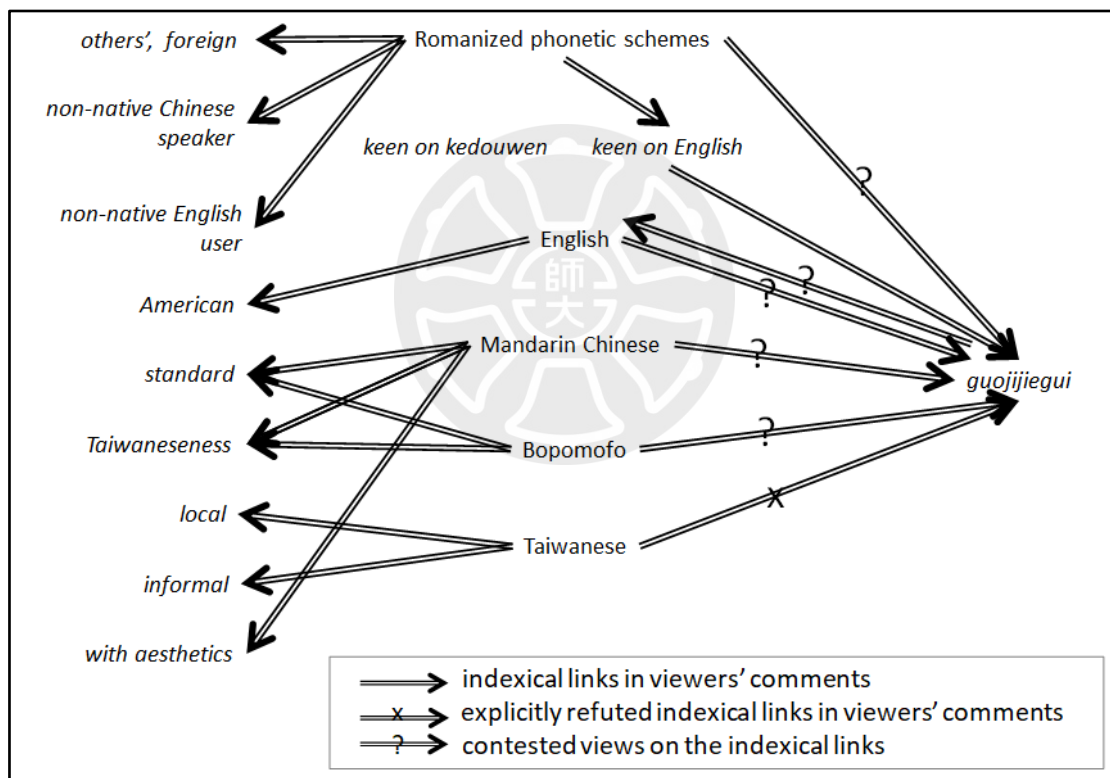 others',  foreign
Romanized phonetic schemes
non-native Chinese
speaker
keen on kedouwen
keen on English
?
non-native English
user
English
師
大
?
?
American
Mandarin Chinese
?
standard
guojijiegui
Taiwaneseness
Bopomofo
?
local
x
Taiwanese
informal
with aesthetics
indexical links in viewers' comments
x explicitly refuted indexical links in viewers' comments
? contested views on the indexical links